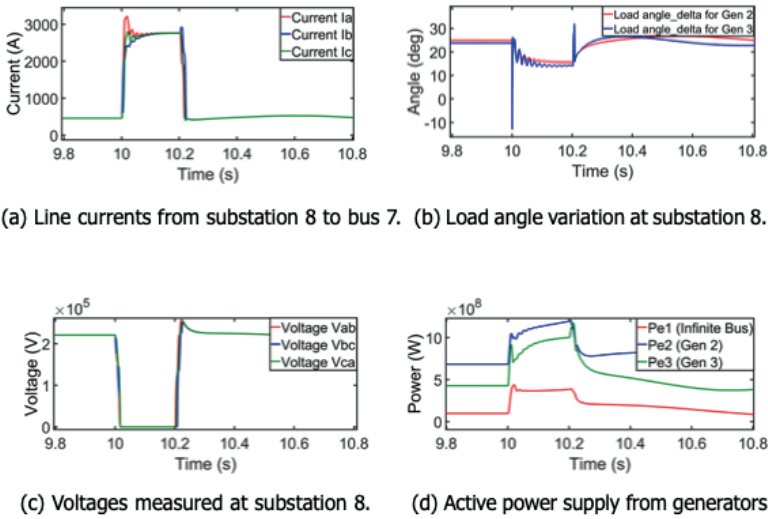 Current Ia
Current Ib
Current Ic
3000
2000
1000
0
Current (A)
9.8 10 10.2 10.4 10.6 10.8
Time (s)
(a) Line currents from substation 8 to bus 7.
Load angle_delta for Gen 2
Load angle_delta for Gen 3
30
20
10
0
-10
Angle (deg)
9.8 10 10.2 10.4 10.6 10.8
Time (s)
(b) Load angle variation at substation 8.
×10⁵
Voltage Vab
Voltage Vbc
Voltage Vca
2
1
0
Voltage (V)
9.8 10 10.2 10.4 10.6 10.8
Time (s)
(c) Voltages measured at substation 8.
×10⁸
Pe1 (Infinite Bus)
Pe2 (Gen 2)
Pe3 (Gen 3)
10
5
0
Power (W)
9.8 10 10.2 10.4 10.6 10.8
Time (s)
(d) Active power supply from generators